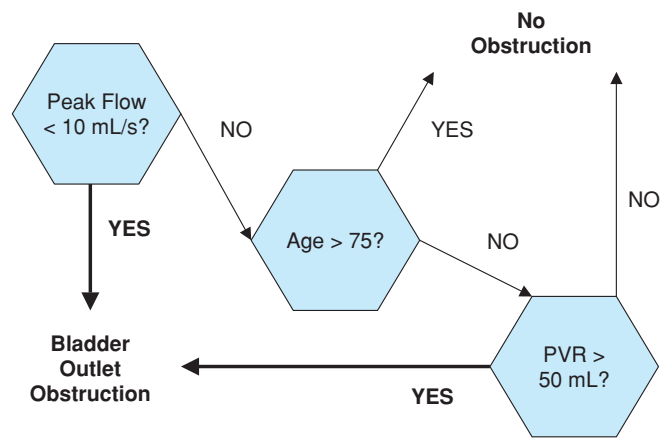 No
Obstruction
Peak Flow
< 10 mL/s?
NO
YES
NO
YES
Age > 75?
NO
Bladder
Outlet
Obstruction
PVR >
50 mL?
YES